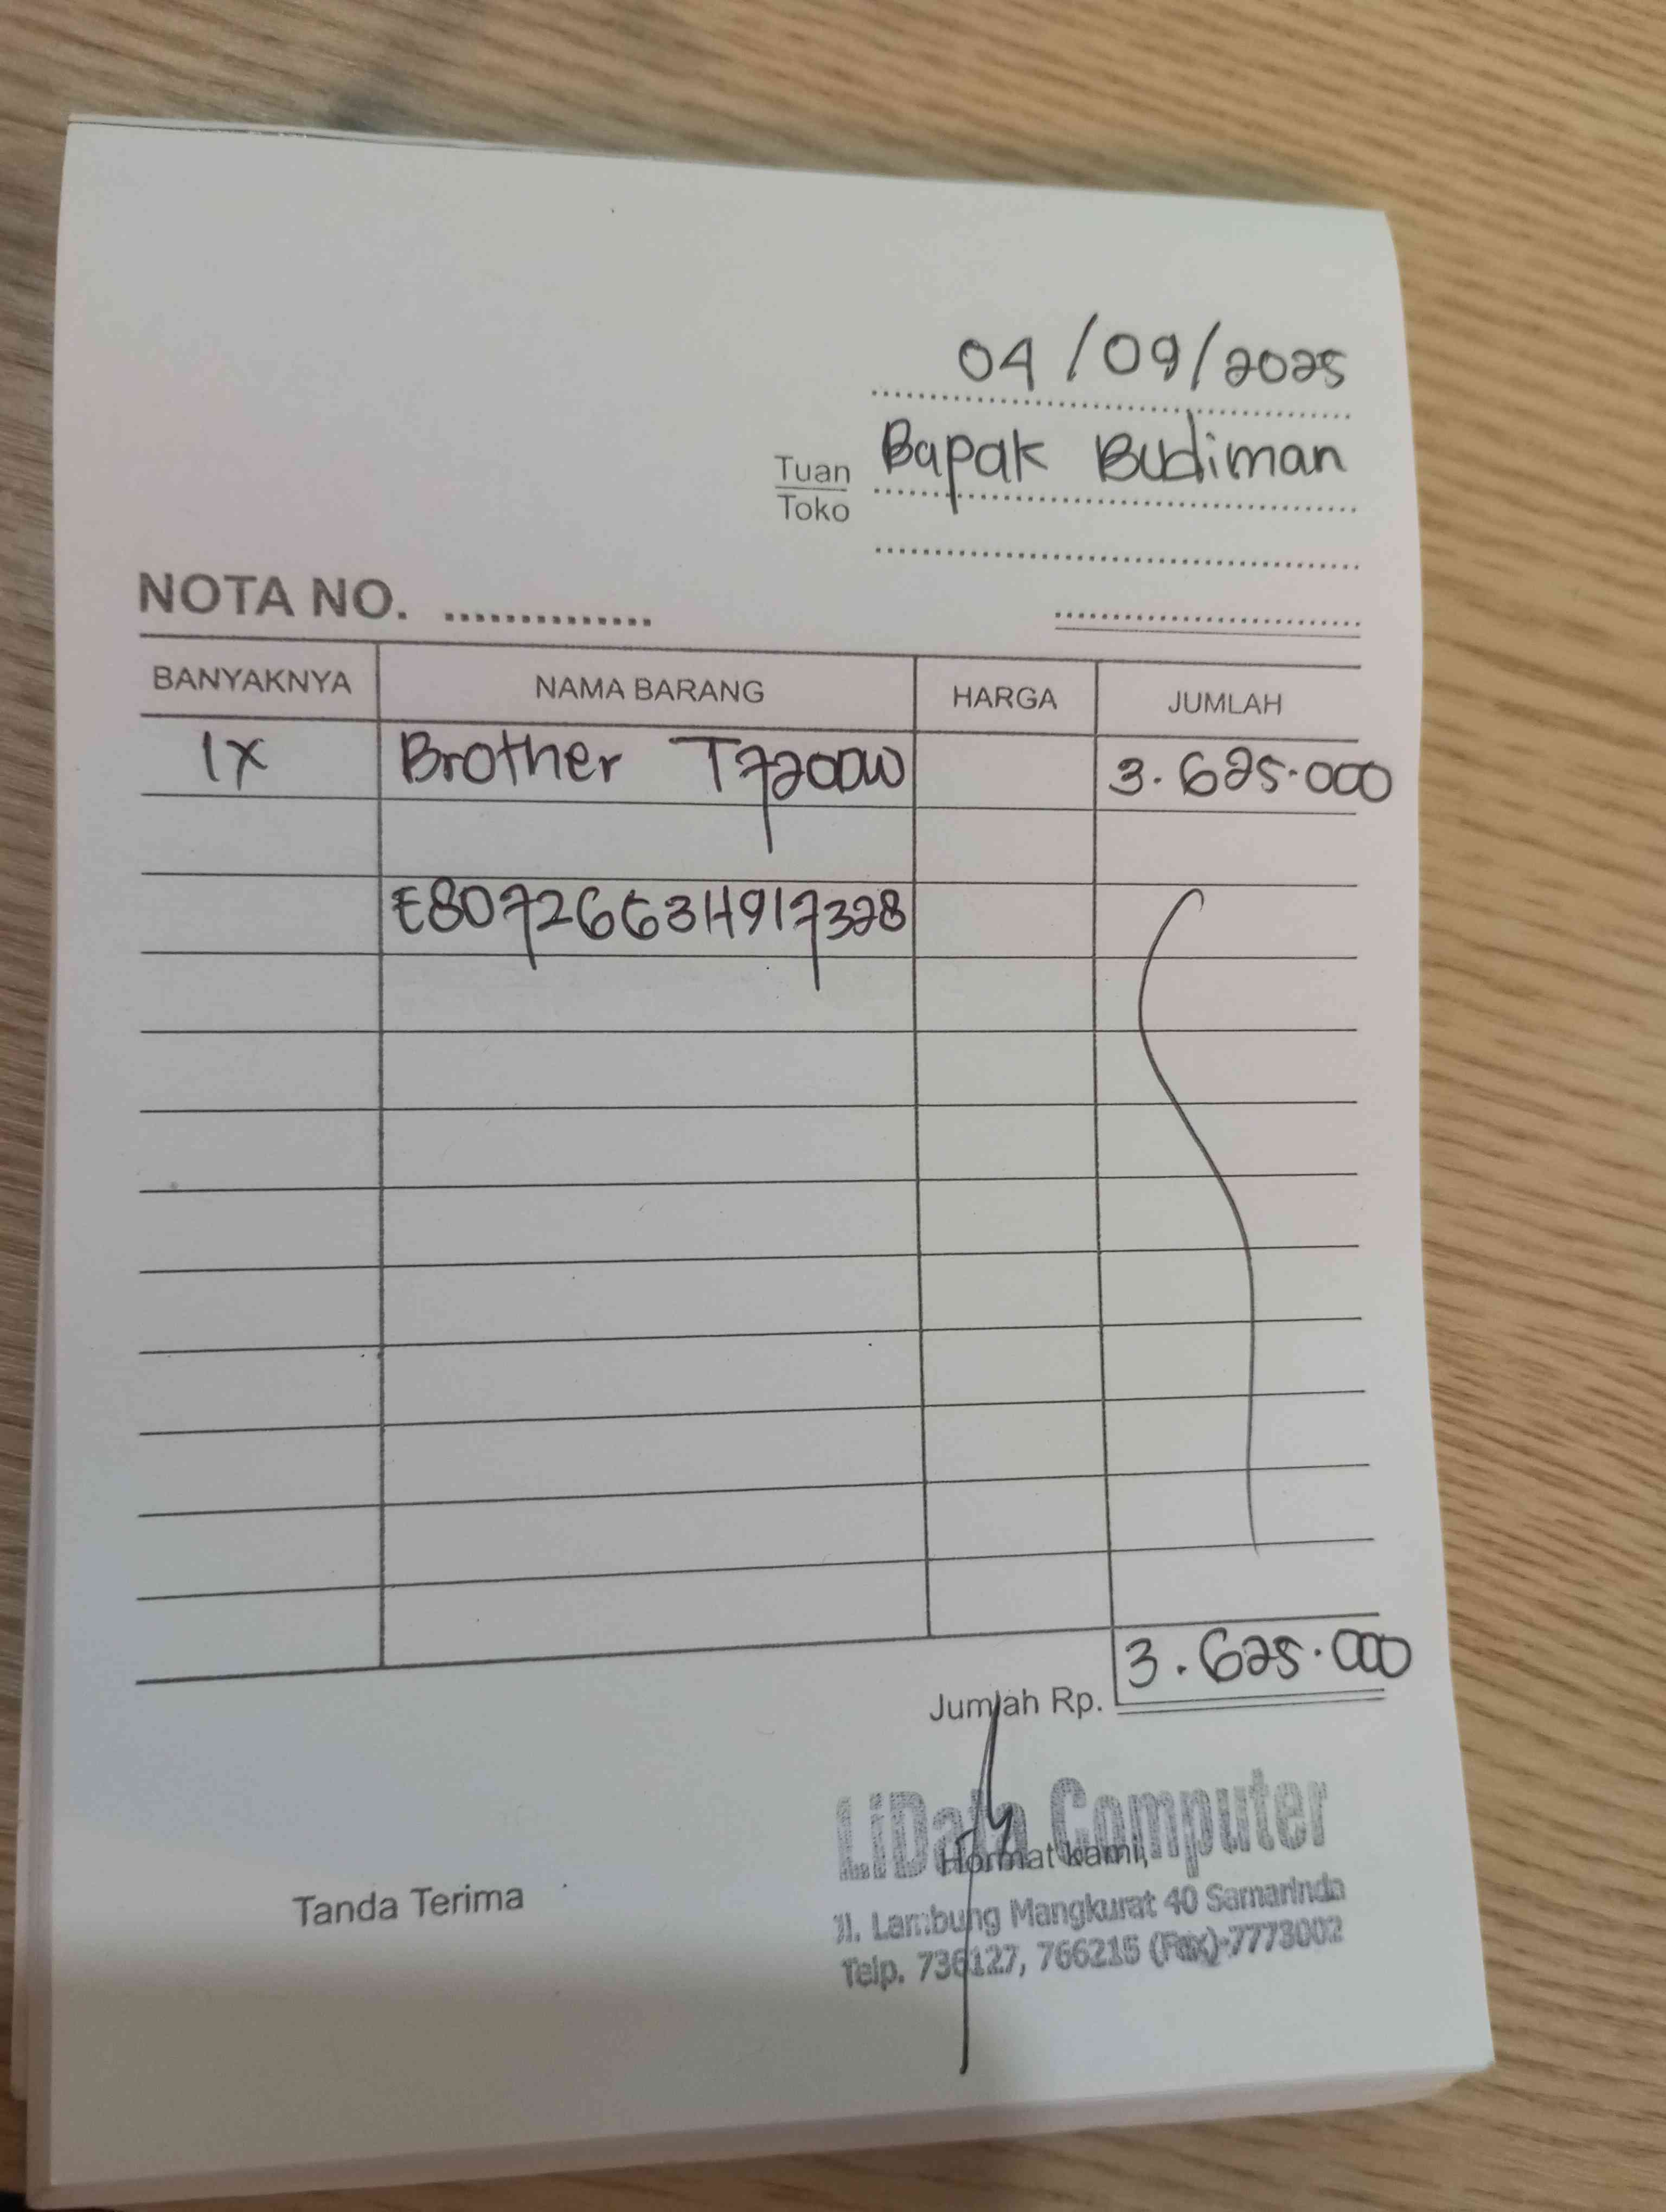 04/09/2025
Tuan Bapak Budiman
Toko
NOTA NO. ..............
BANYAKNYA NAMA BARANG HARGA JUMLAH
1x Brother T720DW 3.625.000
E80726663H917328
Jumlah Rp. 3.625.000
LiData Computer
Tanda Terima Hormat kami,
Jl. Lambung Mangkurat 40 Samarinda
Telp. 736127, 766215 (Fax)-7773002